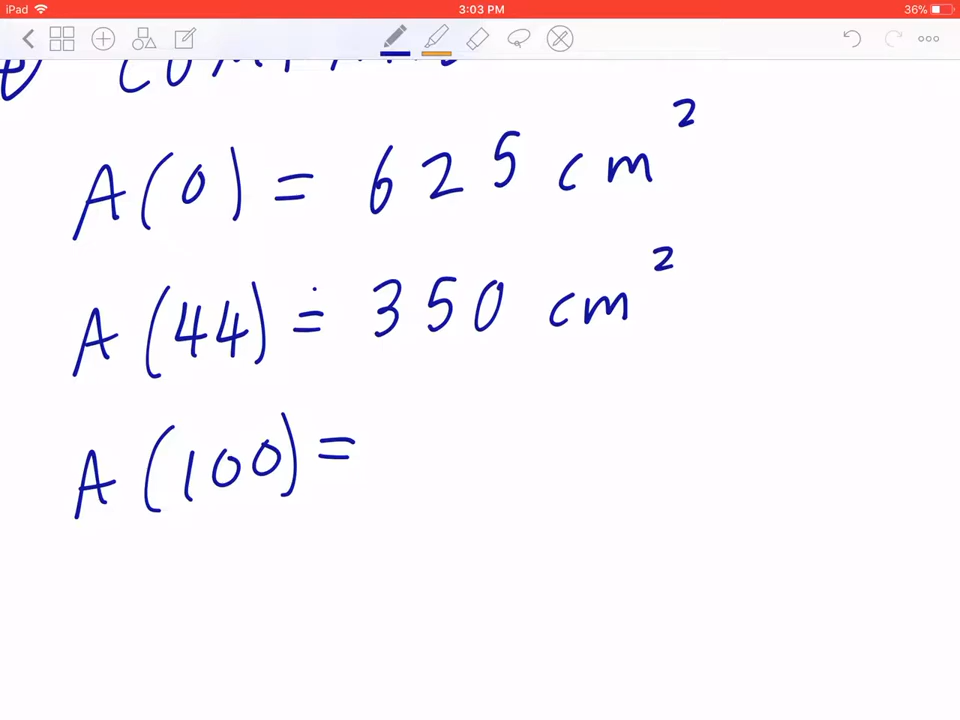 iPad 3:03 PM 36%
A(0) = 625 cm²
A(44) ≐ 350 cm²
A(100) =